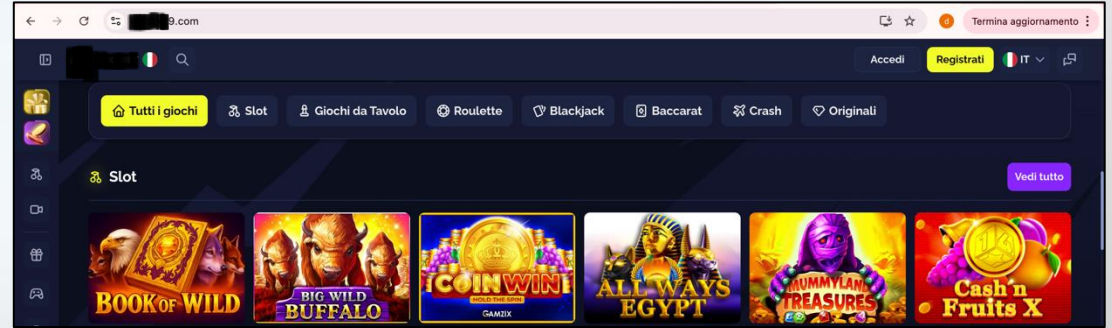 9.com
d
Termina aggiornamento
Accedi
Registrati
IT
Tutti i giochi
Slot
Giochi da Tavolo
Roulette
Blackjack
Baccarat
Crash
Originali
Slot
Vedi tutto
BOOK OF WILD
BIG WILD
BUFFALO
COIN WIN
HOLD THE SPIN
GAMZIX
ALL WAYS
EGYPT
MUMMYLAND
TREASURES
Cash'n
Fruits X